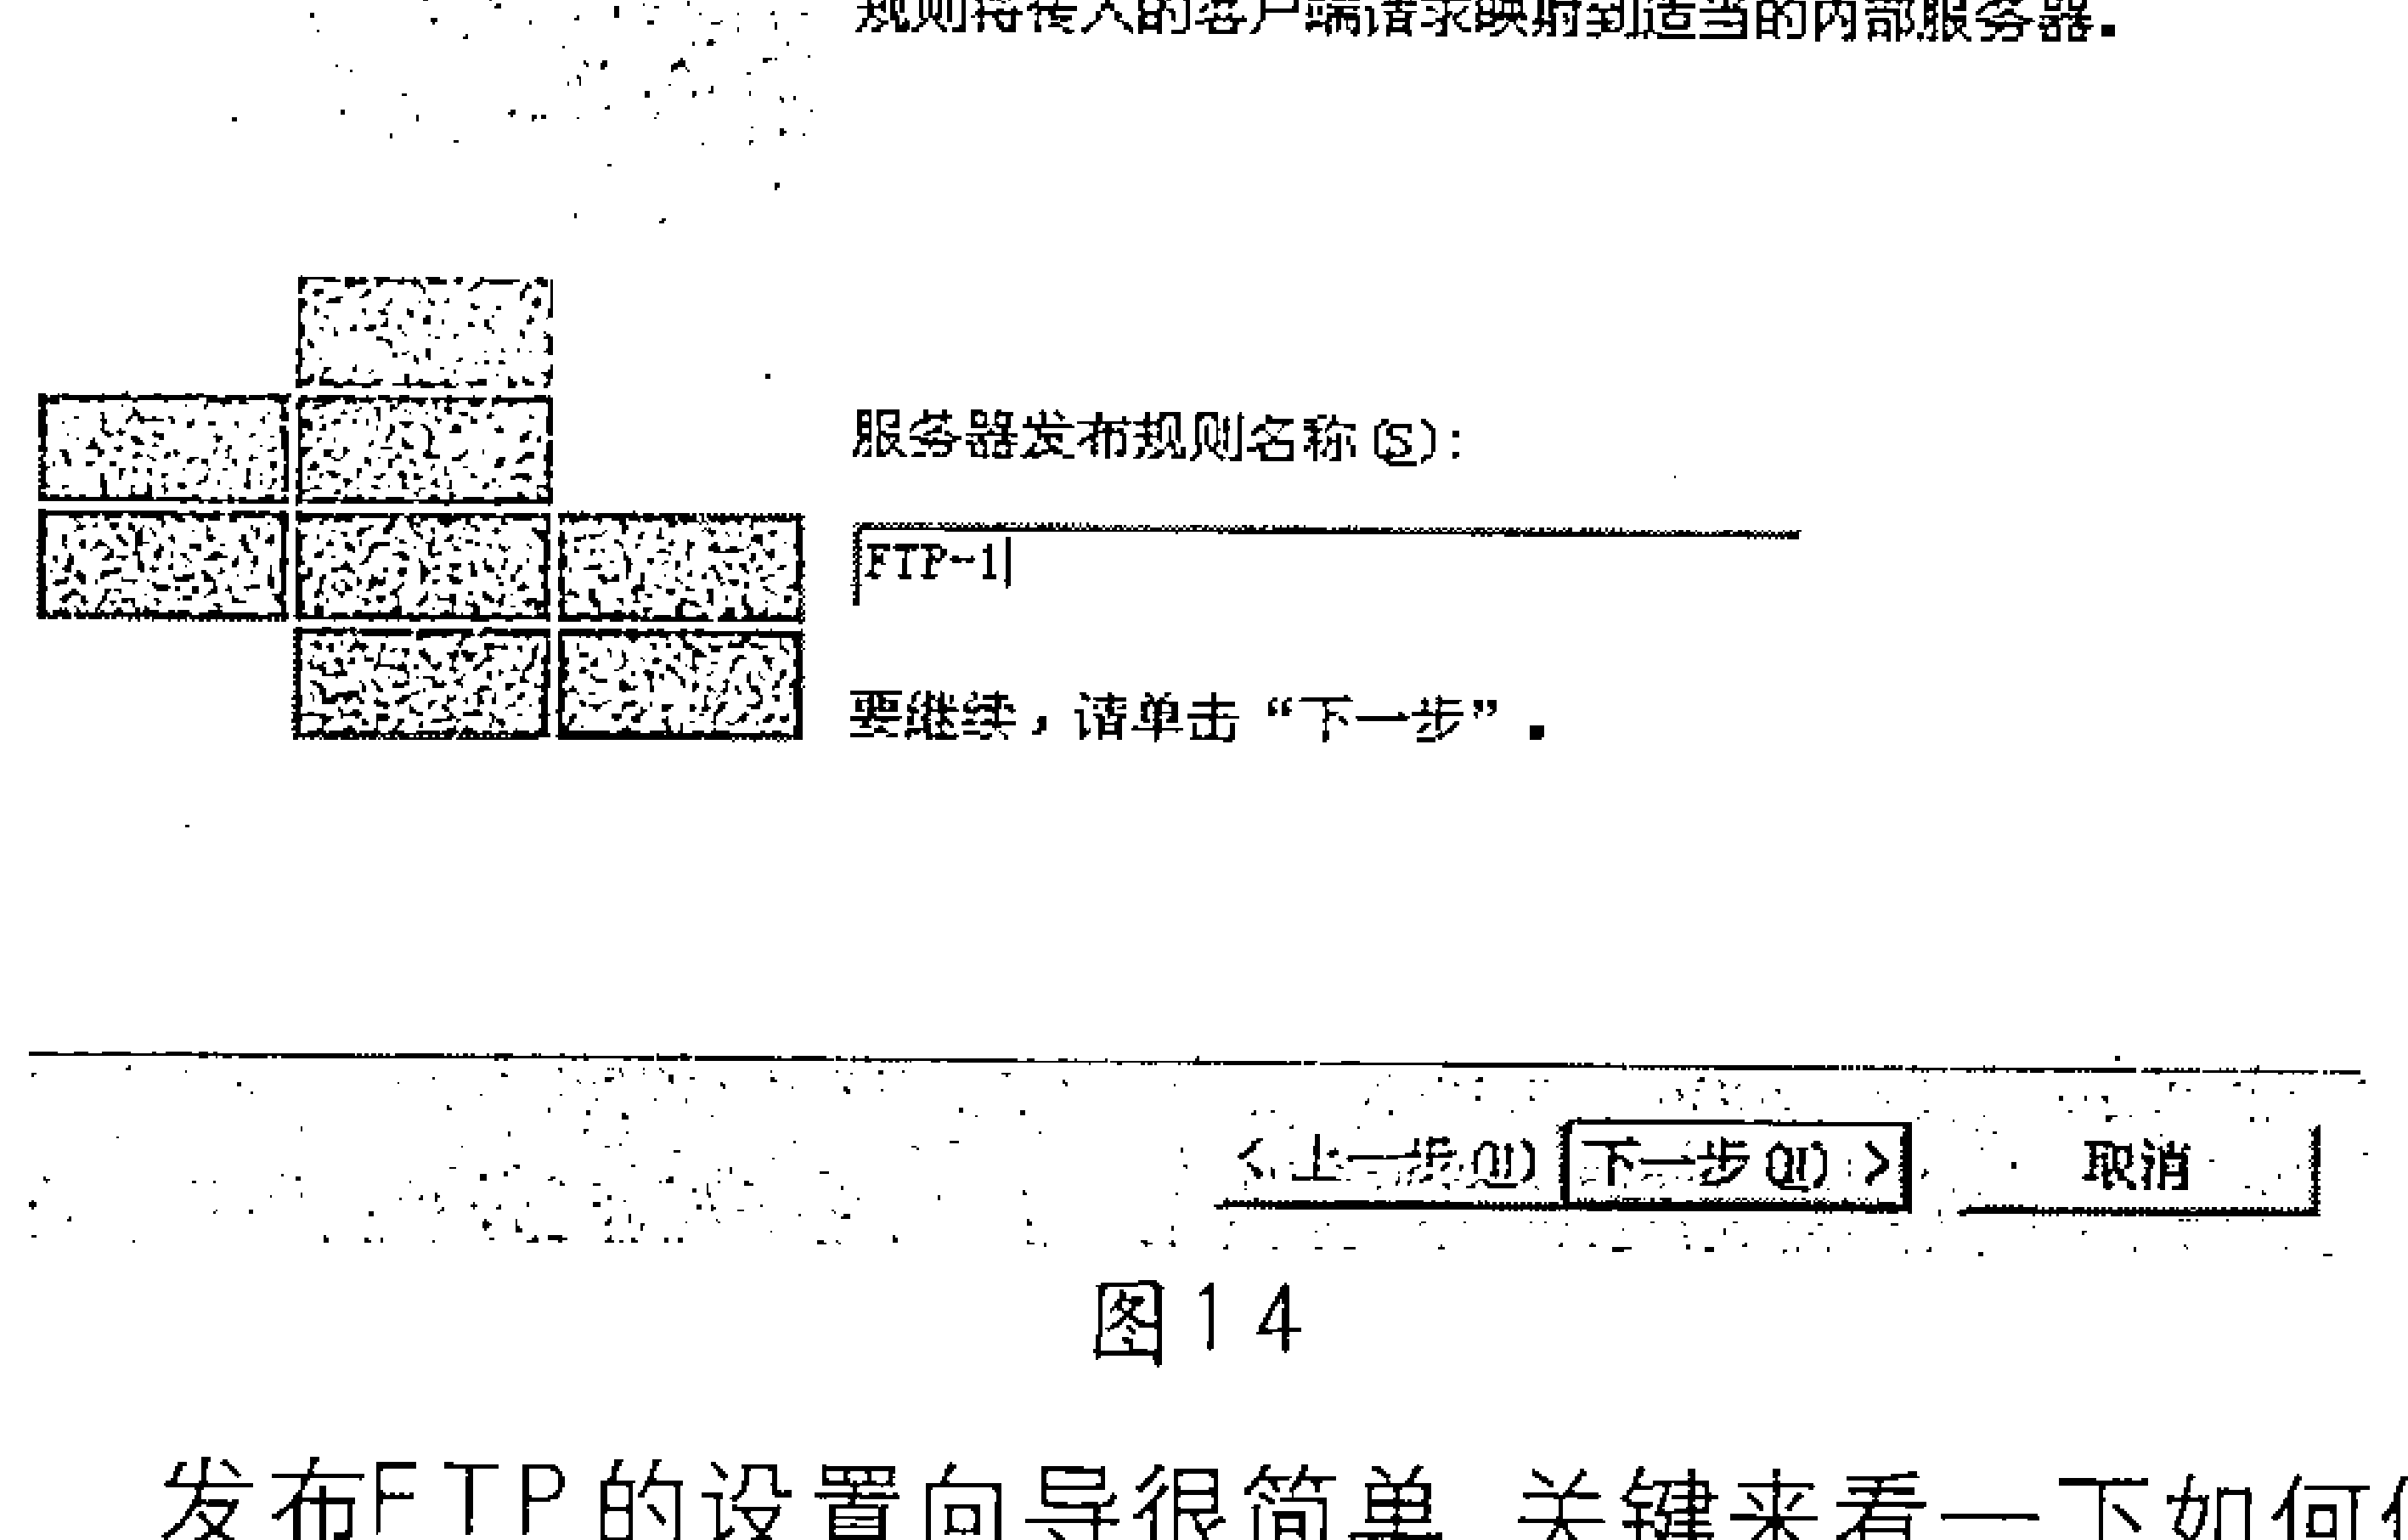 规则将传入的客户端请求映射到适当的内部服务器.
服务器发布规则名称(S):
FTP-1
要继续,请单击“下一步”.
<上一步(B) 下一步(N) > 取消
图14
发布FTP的设置向导很简单 关键来看一下如何